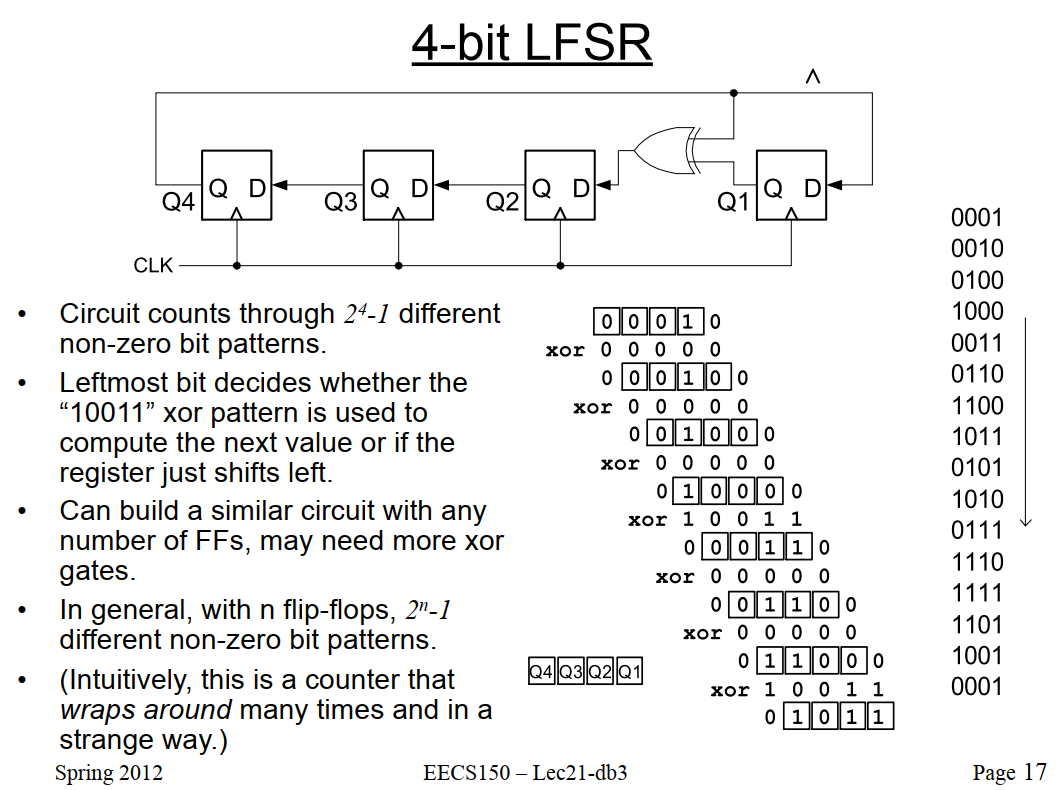 4-bit LFSR
^
Q D
Q D
Q D
Q D
Q4
Q3
Q2
Q1
CLK
• Circuit counts through 2⁴-1 different
non-zero bit patterns.
• Leftmost bit decides whether the
“10011” xor pattern is used to
compute the next value or if the
register just shifts left.
• Can build a similar circuit with any
number of FFs, may need more xor
gates.
• In general, with n flip-flops, 2ⁿ-1
different non-zero bit patterns.
• (Intuitively, this is a counter that
wraps around many times and in a
strange way.)
0 0 0 1 0
xor 0 0 0 0 0
0 0 0 1 0 0
xor 0 0 0 0 0
0 0 1 0 0 0
xor 0 0 0 0 0
0 1 0 0 0 0
xor 1 0 0 1 1
0 0 0 1 1 0
xor 0 0 0 0 0
0 0 1 1 0 0
xor 0 0 0 0 0
0 1 1 0 0 0
xor 1 0 0 1 1
0 1 0 1 1
Q4 Q3 Q2 Q1
0001
0010
0100
1000
0011
0110
1100
1011
0101
1010
0111
1110
1111
1101
1001
0001
Spring 2012
EECS150 – Lec21-db3
Page 17